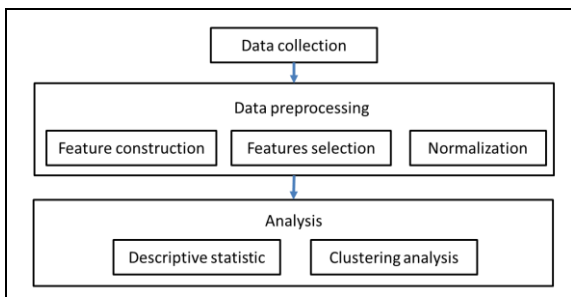 Data collection
Data preprocessing
Feature construction
Features selection
Normalization
Analysis
Descriptive statistic
Clustering analysis